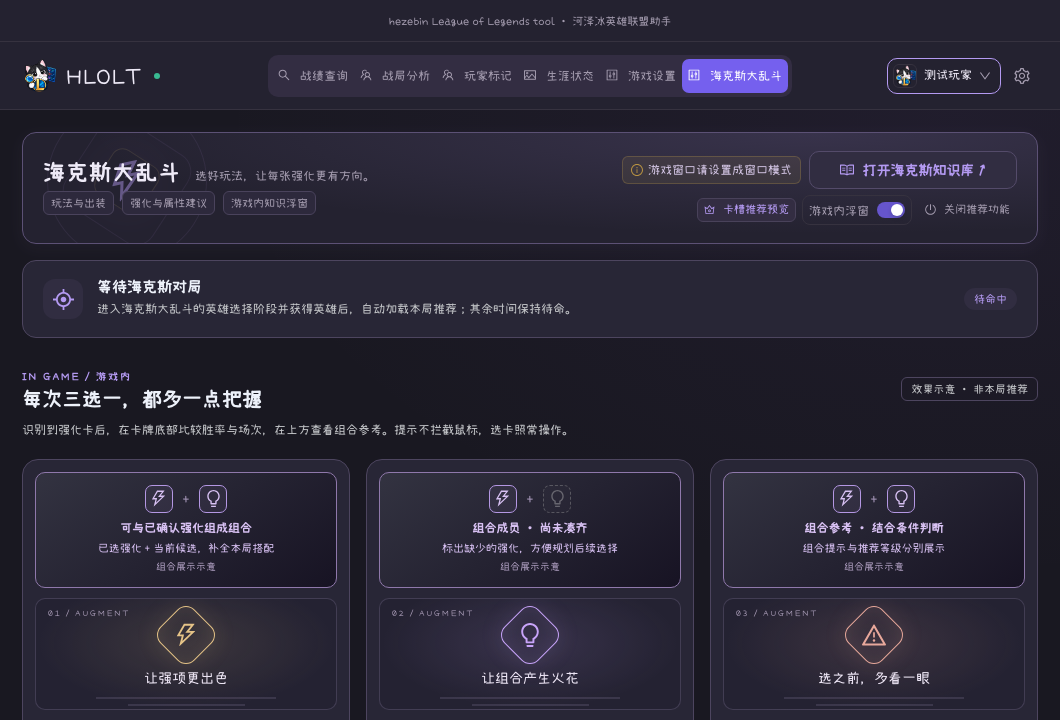 hezebin League of Legends tool · 河泽冰英雄联盟助手
HLOLT
战绩查询 战局分析 玩家标记 生涯状态 游戏设置 海克斯大乱斗
测试玩家
海克斯大乱斗 选好玩法，让每张强化更有方向。
玩法与出装 强化与属性建议 游戏内知识浮窗
游戏窗口请设置成窗口模式 打开海克斯知识库 ↗
卡槽推荐预览 游戏内浮窗 关闭推荐功能
等待海克斯对局
进入海克斯大乱斗的英雄选择阶段并获得英雄后，自动加载本局推荐；其余时间保持待命。
待命中
IN GAME / 游戏内
每次三选一，都多一点把握
效果示意 · 非本局推荐
识别到强化卡后，在卡牌底部比较胜率与场次，在上方查看组合参考。提示不拦截鼠标，选卡照常操作。
+
可与已确认强化组成组合
已选强化 + 当前候选，补全本局搭配
组合展示示意
01 / AUGMENT
让强项更出色
+
组合成员 · 尚未凑齐
标出缺少的强化，方便规划后续选择
组合展示示意
02 / AUGMENT
让组合产生火花
+
组合参考 · 结合条件判断
组合提示与推荐等级分别展示
组合展示示意
03 / AUGMENT
选之前，多看一眼